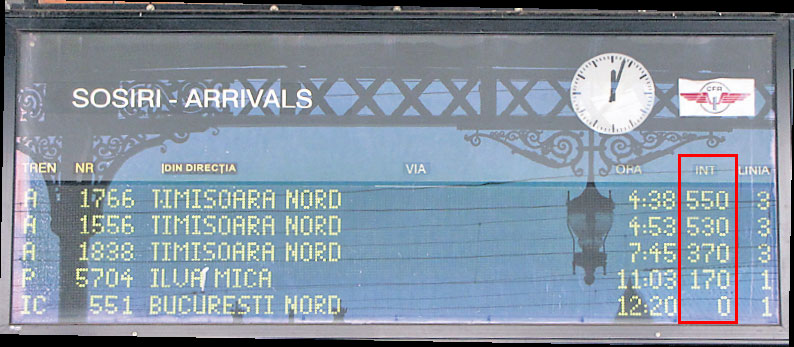 SOSIRI - ARRIVALS
CFR
TREN NR DIN DIRECŢIA VIA ORA INT LINIA
A 1766 TIMISOARA NORD 4:38 550 3
A 1556 TIMISOARA NORD 4:53 530 3
A 1838 TIMISOARA NORD 7:45 370 3
P 5704 ILVA MICA 11:03 170 1
IC 551 BUCURESTI NORD 12:20 0 1